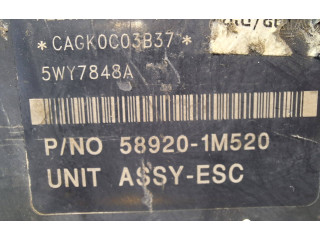 *CAGK0C03B37*
5WY7848A
P/NO 58920-1M520
UNIT ASSY-ESC